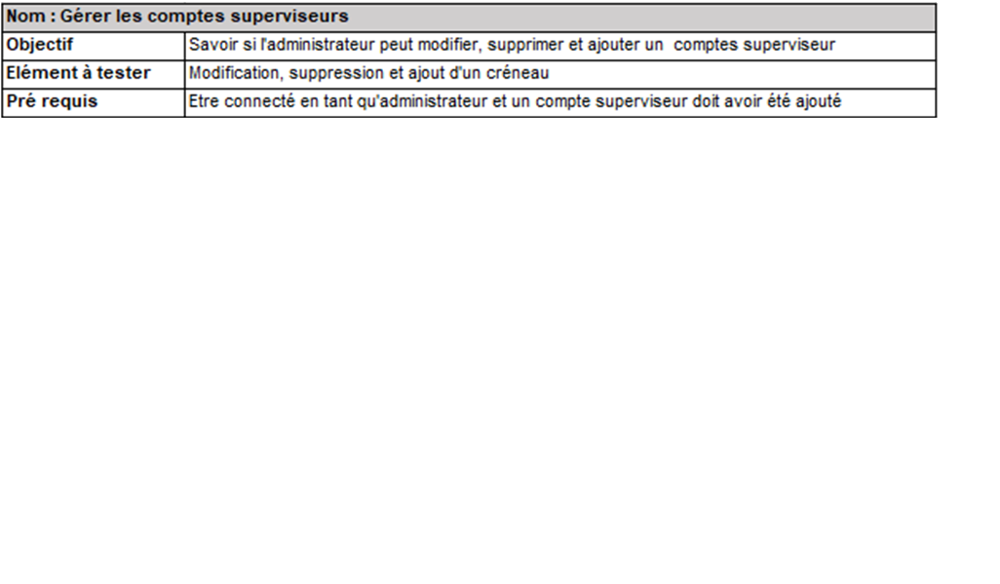 Nom : Gérer les comptes superviseurs
Objectif Savoir si l'administrateur peut modifier, supprimer et ajouter un  comptes superviseur
Elément à tester Modification, suppression et ajout d'un créneau
Pré requis Etre connecté en tant qu'administrateur et un compte superviseur doit avoir été ajouté